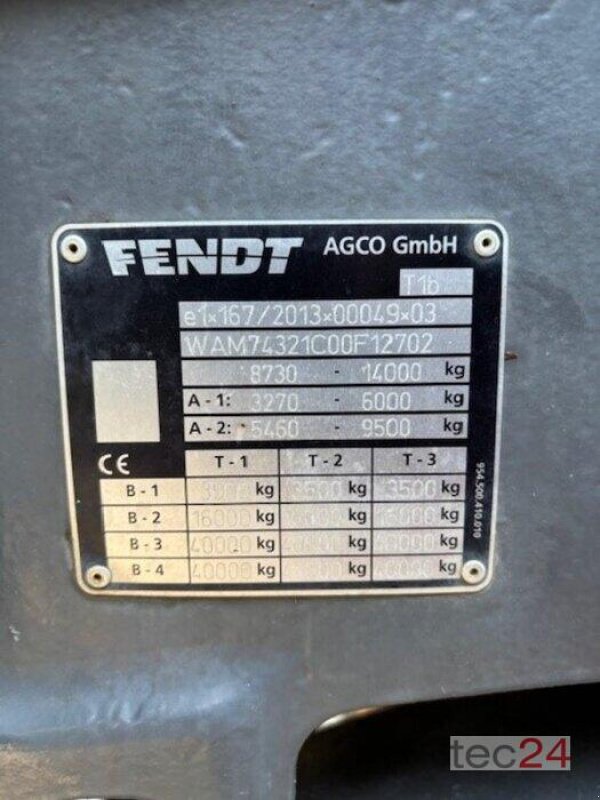 FENDT AGCO GmbH
T1b
e1*167/2013*00049*03
WAM74321C00F12702
8730 - 14000 kg
A - 1: 3270 - 6000 kg
A - 2: 5460 - 9500 kg
CE T - 1 T - 2 T - 3
B - 1 kg 3500 kg 3500 kg
B - 2 kg kg kg
B - 3 40000 kg kg kg
B - 4 40000 kg kg kg
954.500.410.010
tec24